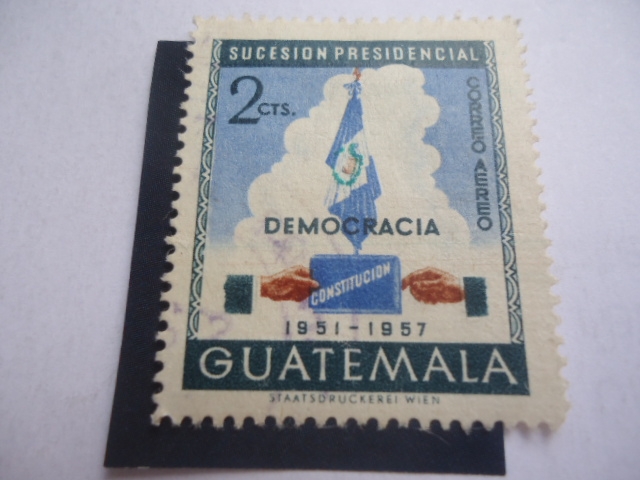 SUCESION PRESIDENCIAL
2 CTS.
CORREO AEREO
DEMOCRACIA
CONSTITUCION
1951-1957
GUATEMALA
STAATSDRUCKEREI WIEN